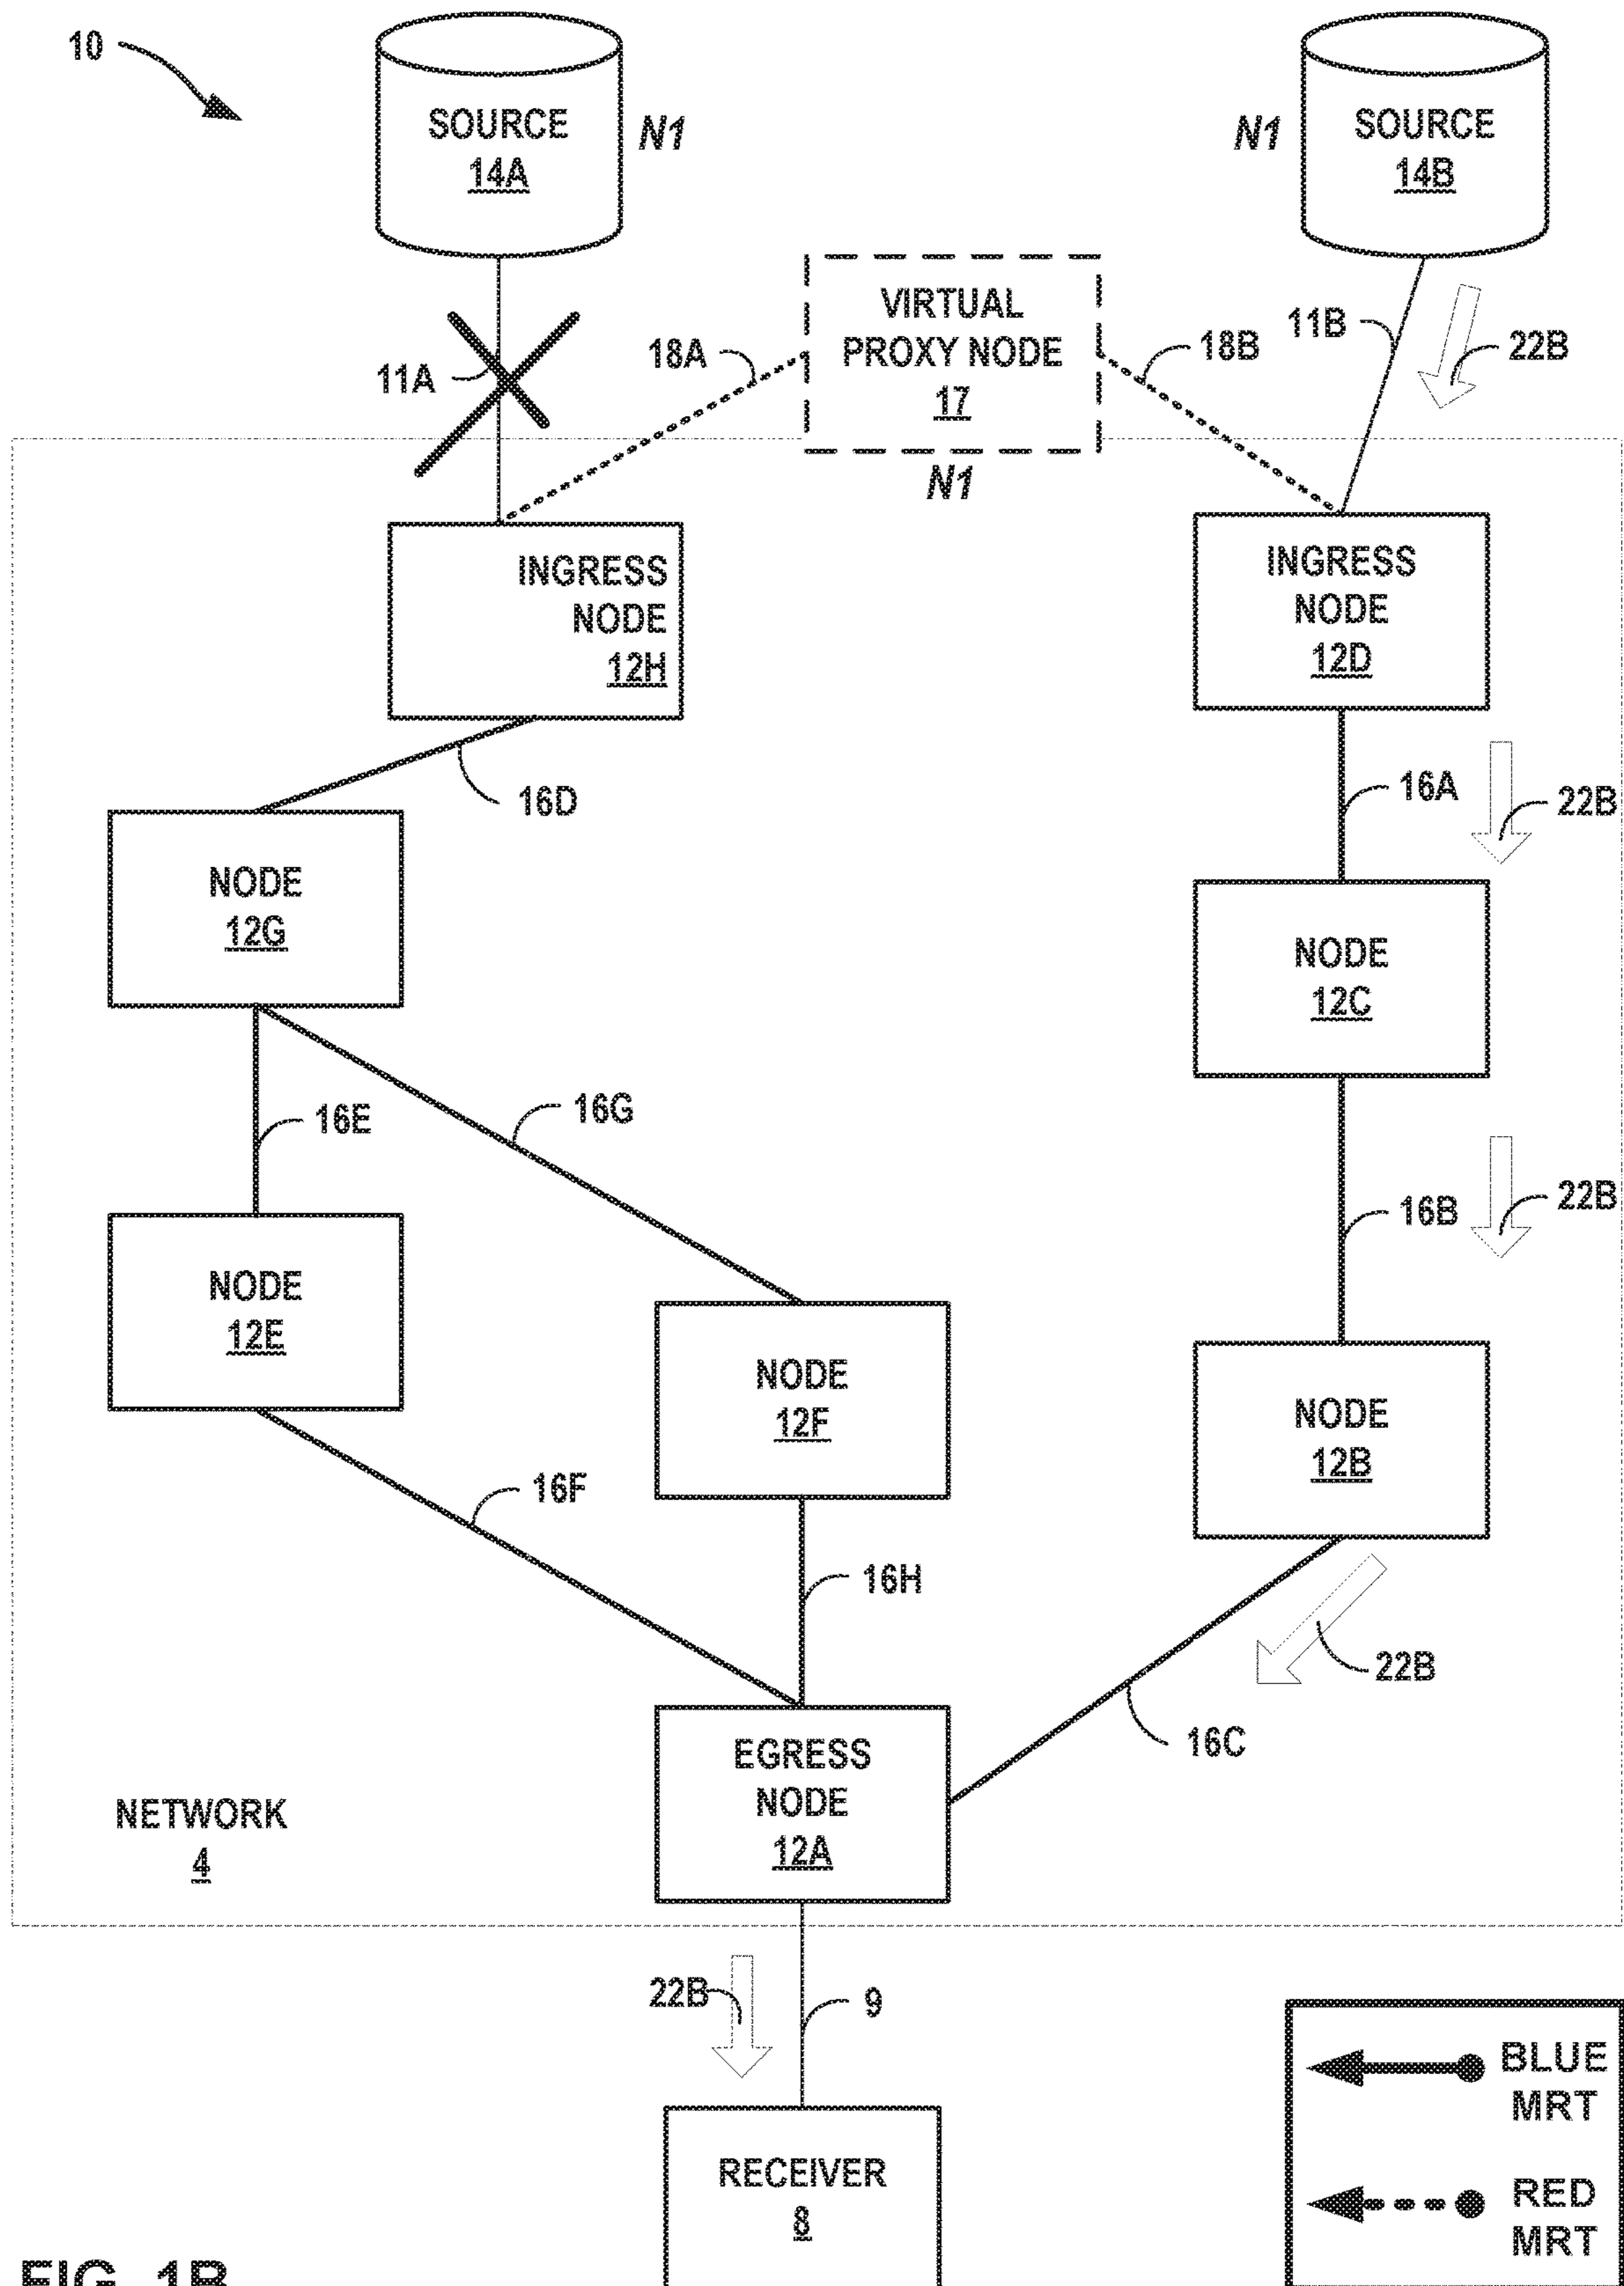 10
SOURCE
14A
N1
N1
SOURCE
14B
VIRTUAL
PROXY NODE
17
N1
11A
18A
18B
11B
22B
INGRESS
NODE
12H
INGRESS
NODE
12D
16D
16A
22B
NODE
12G
NODE
12C
16E
16G
16B
22B
NODE
12E
NODE
12F
NODE
12B
16F
16H
22B
16C
EGRESS
NODE
12A
NETWORK
4
22B
9
BLUE
MRT
RECEIVER
8
RED
MRT
FIG. 1B